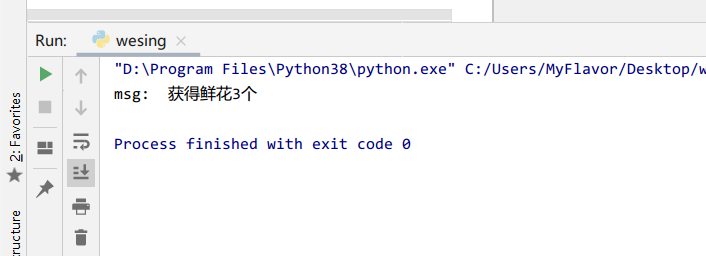 Run: wesing
"D:\Program Files\Python38\python.exe" C:/Users/MyFlavor/Desktop/w
msg:  获得鲜花3个
Process finished with exit code 0
2: Favorites
ructure